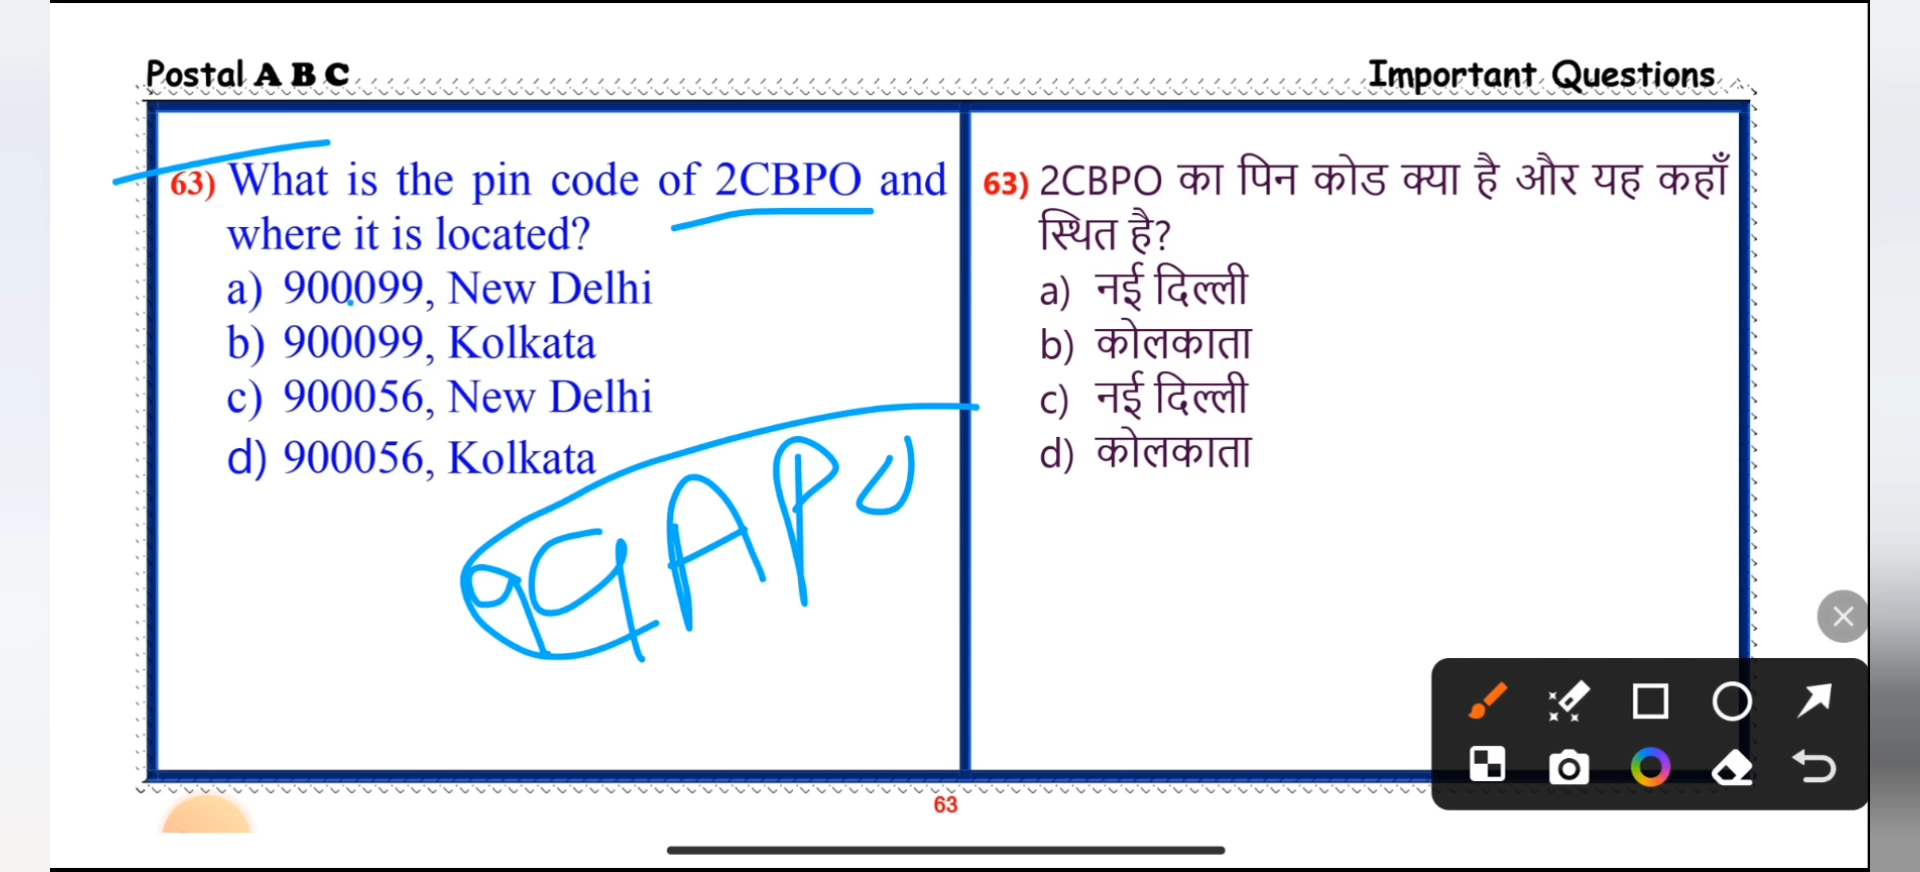 Postal A B C
Important Questions
63) What is the pin code of 2CBPO and
where it is located?
a) 900099, New Delhi
b) 900099, Kolkata
c) 900056, New Delhi
d) 900056, Kolkata
99APO
63) 2CBPO का पिन कोड क्या है और यह कहाँ
स्थित है?
a) नई दिल्ली
b) कोलकाता
c) नई दिल्ली
d) कोलकाता
63